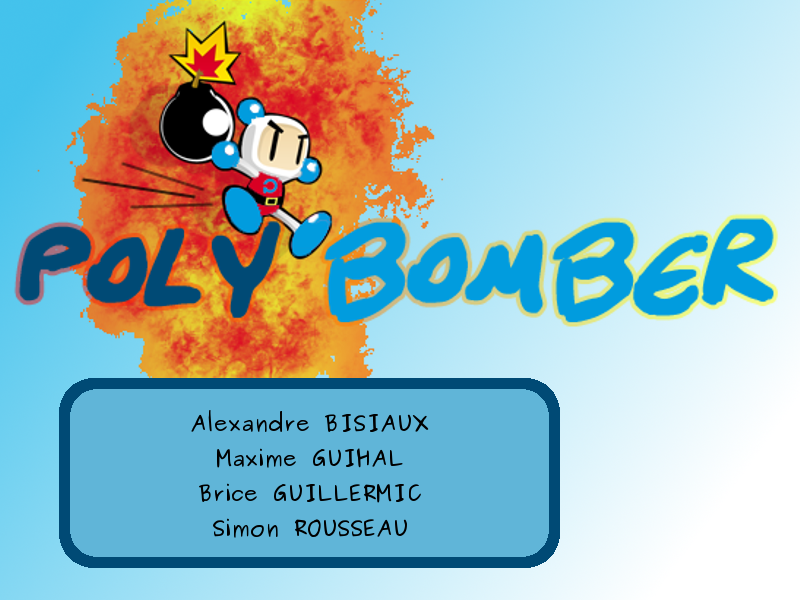 POLY BOMBER
Alexandre BISIAUX
Maxime GUIHAL
Brice GUILLERMIC
Simon ROUSSEAU